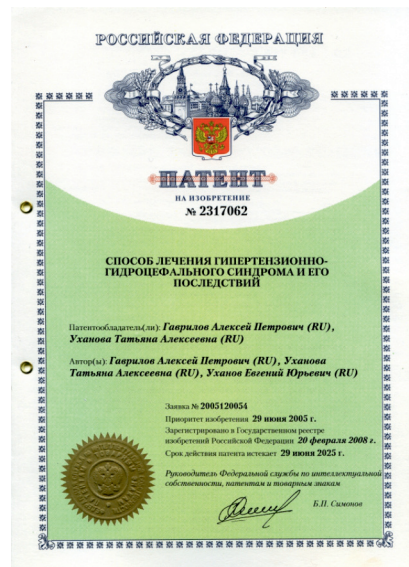 РОССИЙСКАЯ ФЕДЕРАЦИЯ
ПАТЕНТ
НА ИЗОБРЕТЕНИЕ
№ 2317062
СПОСОБ ЛЕЧЕНИЯ ГИПЕРТЕНЗИОННО-
ГИДРОЦЕФАЛЬНОГО СИНДРОМА И ЕГО
ПОСЛЕДСТВИЙ
Патентообладатель(ли): Гаврилов Алексей Петрович (RU),
Уханова Татьяна Алексеевна (RU)
Автор(ы): Гаврилов Алексей Петрович (RU), Уханова
Татьяна Алексеевна (RU), Уханов Евгений Юрьевич (RU)
Заявка № 2005120054
Приоритет изобретения 29 июня 2005 г.
Зарегистрировано в Государственном реестре
изобретений Российской Федерации 20 февраля 2008 г.
Срок действия патента истекает 29 июня 2025 г.
Руководитель Федеральной службы по интеллектуальной
собственности, патентам и товарным знакам
Б.П. Симонов